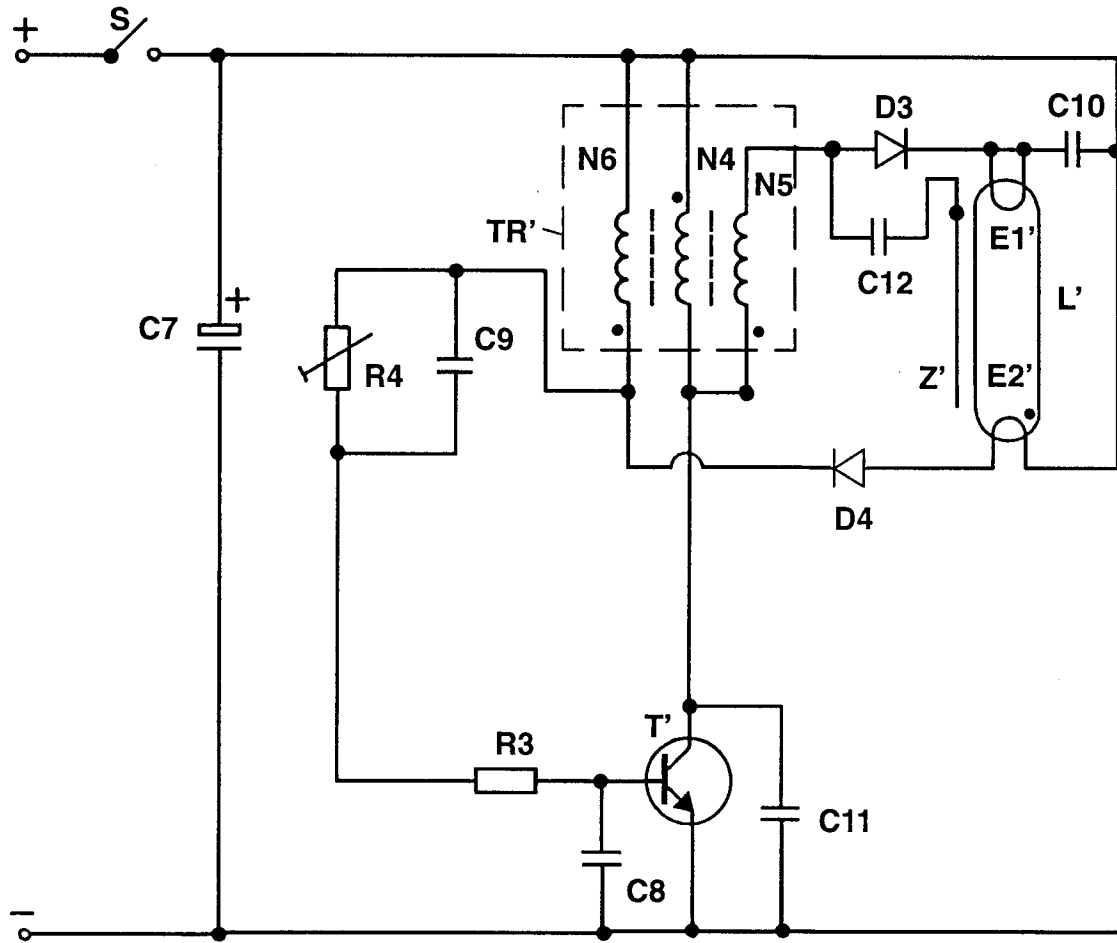 +
S
D3
C10
N6
N4
N5
TR’
E1’
C12
L’
C7
+
R4
C9
Z’
E2’
D4
T’
R3
C11
C8
−